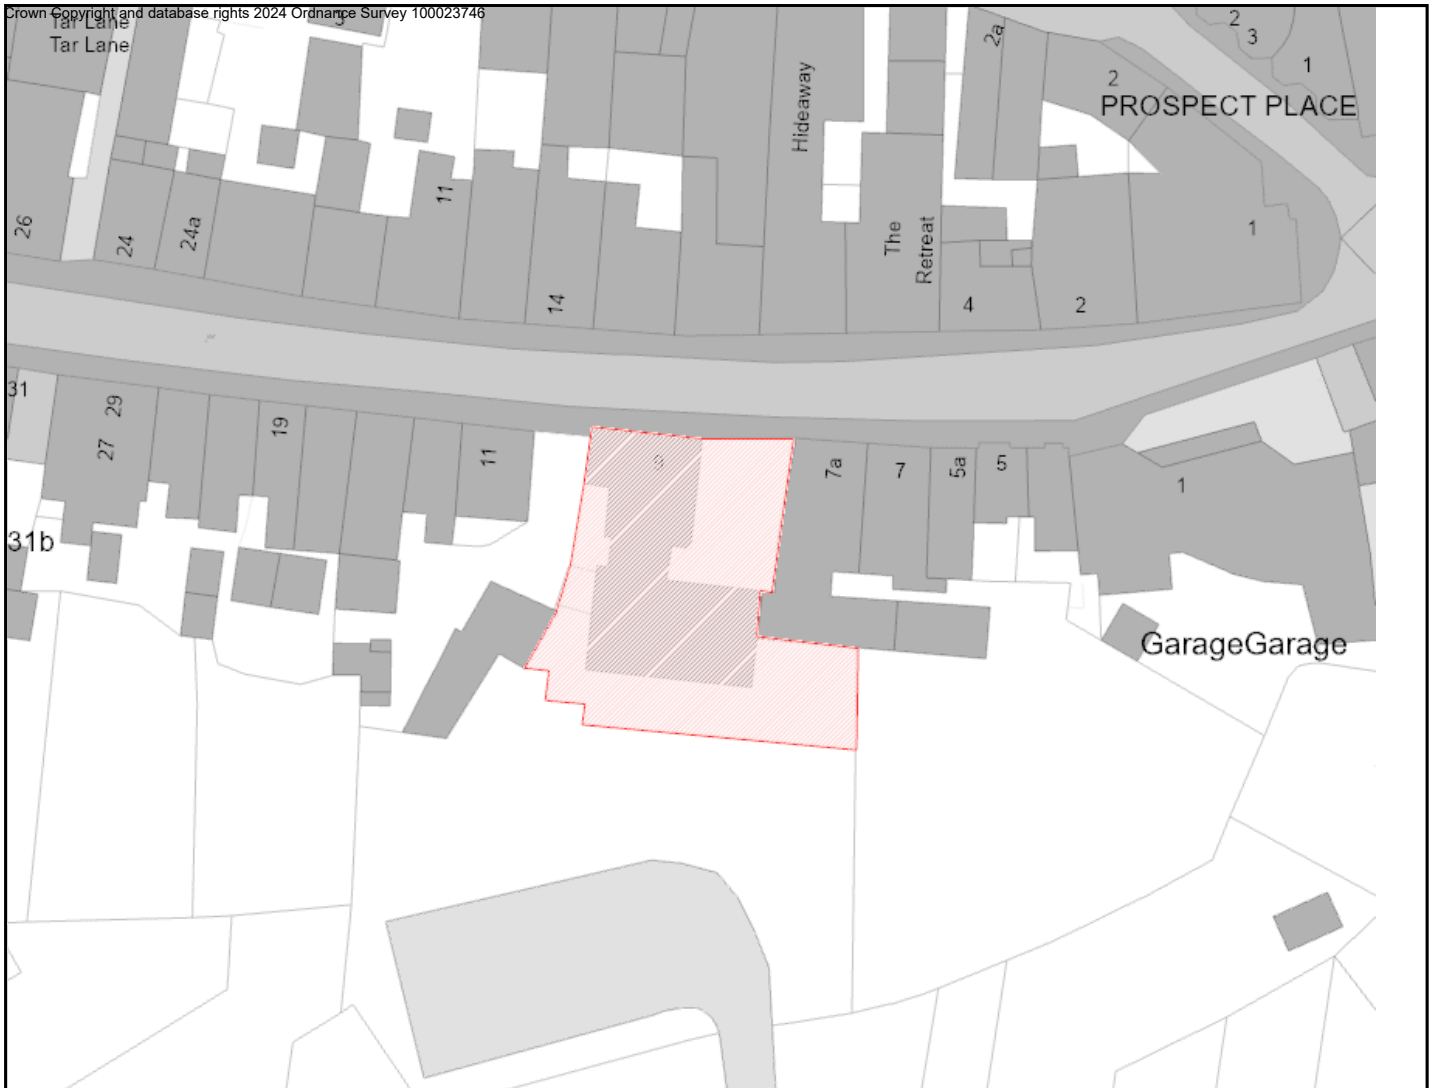 Crown Copyright and database rights 2024 Ordnance Survey 100023746
Tar Lane
Tar Lane
3
2
3
1
2a
2
PROSPECT PLACE
Hideaway
11
26
24
24a
The
Retreat
1
14
4
2
31
29
27
19
11
9
7a
7
5a
5
1
31b
GarageGarage